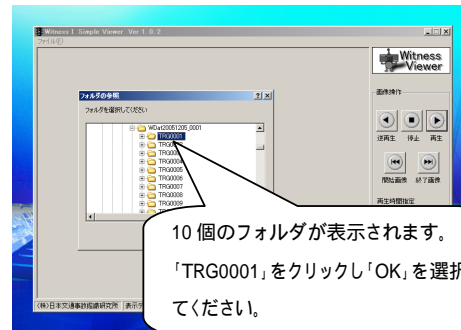 Witness I Simple Viewer Ver 1.0.2
ファイル(F)
Witness
Viewer
フォルダの参照
フォルダを選択してください
画像操作
WDat20051205_0001
TRG0001
TRG0003
TRG0004
TRG0005
TRG0006
TRG0007
TRG0008
TRG0009
逆再生 停止 再生
開始画像 終了画像
再生時間指定
10 個のフォルダが表示されます。
「TRG0001」をクリックし「OK」を選択
てください。
(株)日本交通事故鑑識研究所